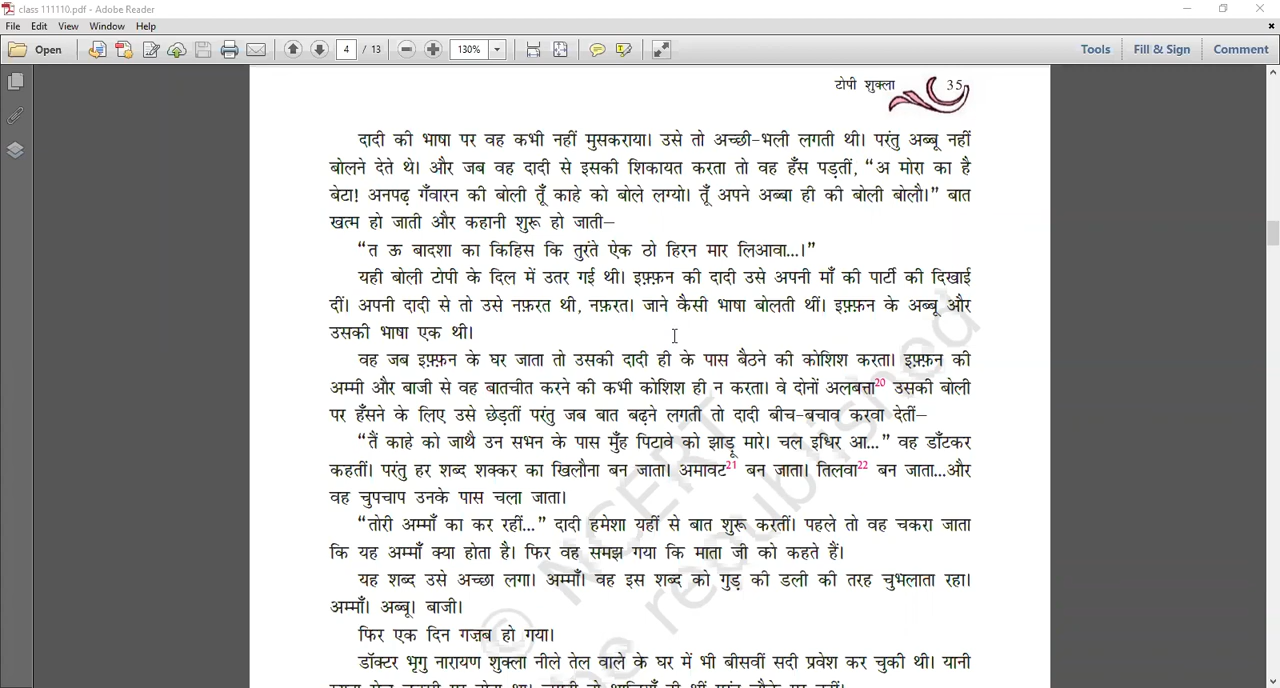 class 111110.pdf - Adobe Reader
File Edit View Window Help
Open 4 / 13 130% Tools Fill & Sign Comment
टोपी शुक्ला 35
दादी की भाषा पर वह कभी नहीं मुसकराया। उसे तो अच्छी-भली लगती थी। परंतु अब्बू नहीं
बोलने देते थे। और जब वह दादी से इसकी शिकायत करता तो वह हँस पड़तीं, “अ मोरा का है
बेटा! अनपढ़ गँवारन की बोली तूँ काहे को बोले लग्यो। तूँ अपने अब्बा ही की बोली बोलौ।” बात
खत्म हो जाती और कहानी शुरू हो जाती–
“त ऊ बादशा का किहिस कि तुरंते ऐक ठो हिरन मार लिआवा...।”
यही बोली टोपी के दिल में उतर गई थी। इफ़्फ़न की दादी उसे अपनी माँ की पार्टी की दिखाई
दीं। अपनी दादी से तो उसे नफ़रत थी, नफ़रत। जाने कैसी भाषा बोलती थीं। इफ़्फ़न के अब्बू और
उसकी भाषा एक थी।
वह जब इफ़्फ़न के घर जाता तो उसकी दादी ही के पास बैठने की कोशिश करता। इफ़्फ़न की
अम्मी और बाजी से वह बातचीत करने की कभी कोशिश ही न करता। वे दोनों अलबत्ता20 उसकी बोली
पर हँसने के लिए उसे छेड़तीं परंतु जब बात बढ़ने लगती तो दादी बीच-बचाव करवा देतीं–
“तैं काहे को जाथै उन सभन के पास मुँह पिटावे को झाड़ू मारे। चल इधिर आ...” वह डाँटकर
कहतीं। परंतु हर शब्द शक्कर का खिलौना बन जाता। अमावट21 बन जाता। तिलवा22 बन जाता...और
वह चुपचाप उनके पास चला जाता।
“तोरी अम्माँ का कर रहीं...” दादी हमेशा यहीं से बात शुरू करतीं। पहले तो वह चकरा जाता
कि यह अम्माँ क्या होता है। फिर वह समझ गया कि माता जी को कहते हैं।
यह शब्द उसे अच्छा लगा। अम्माँ। वह इस शब्द को गुड़ की डली की तरह चुभलाता रहा।
अम्माँ। अब्बू। बाजी।
फिर एक दिन गज़ब हो गया।
डॉक्टर भृगु नारायण शुक्ला नीले तेल वाले के घर में भी बीसवीं सदी प्रवेश कर चुकी थी। यानी
© NCERT
be republished